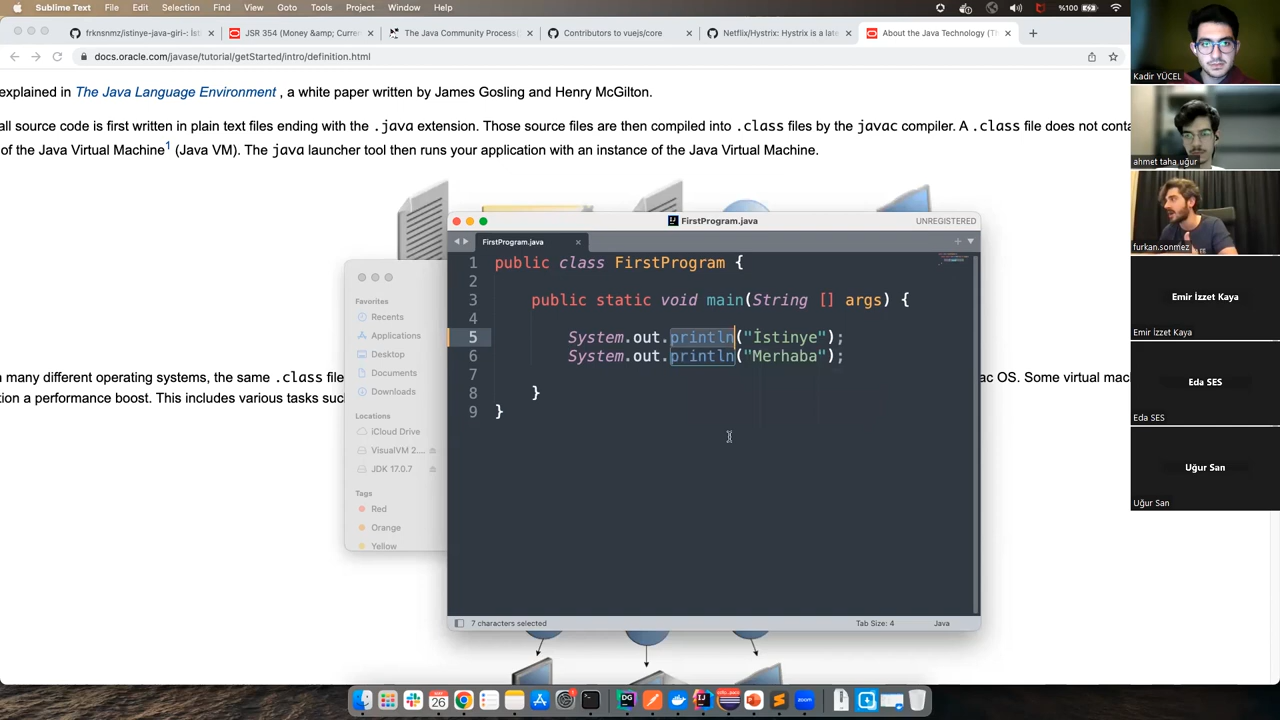 Sublime Text File Edit Selection Find View Goto Tools Project Window Help
%100
frknsnmz/istinye-java-giri-: İst
JSR 354 (Money &amp; Curre
The Java Community Process(
Contributors to vuejs/core
Netflix/Hystrix: Hystrix is a late
About the Java Technology (Th
docs.oracle.com/javase/tutorial/getStarted/intro/definition.html
explained in The Java Language Environment , a white paper written by James Gosling and Henry McGilton.
all source code is first written in plain text files ending with the .java extension. Those source files are then compiled into .class files by the javac compiler. A .class file does not conta
of the Java Virtual Machine1 (Java VM). The java launcher tool then runs your application with an instance of the Java Virtual Machine.
FirstProgram.java
UNREGISTERED
FirstProgram.java
1 public class FirstProgram {
2
3 public static void main(String [] args) {
4
5 System.out.println("İstinye");
6 System.out.println("Merhaba");
7
8 }
9 }
7 characters selected
Tab Size: 4
Java
Favorites
Recents
Applications
Desktop
Documents
Downloads
Locations
iCloud Drive
VisualVM 2....
JDK 17.0.7
Tags
Red
Orange
Yellow
n many different operating systems, the same .class file
ac OS. Some virtual mac
tion a performance boost. This includes various tasks suc
Kadir YÜCEL
ahmet taha uğur
furkan.sonmez
Emir İzzet Kaya
Emir İzzet Kaya
Eda SES
Eda SES
Uğur San
Uğur San
26
DG
zoom